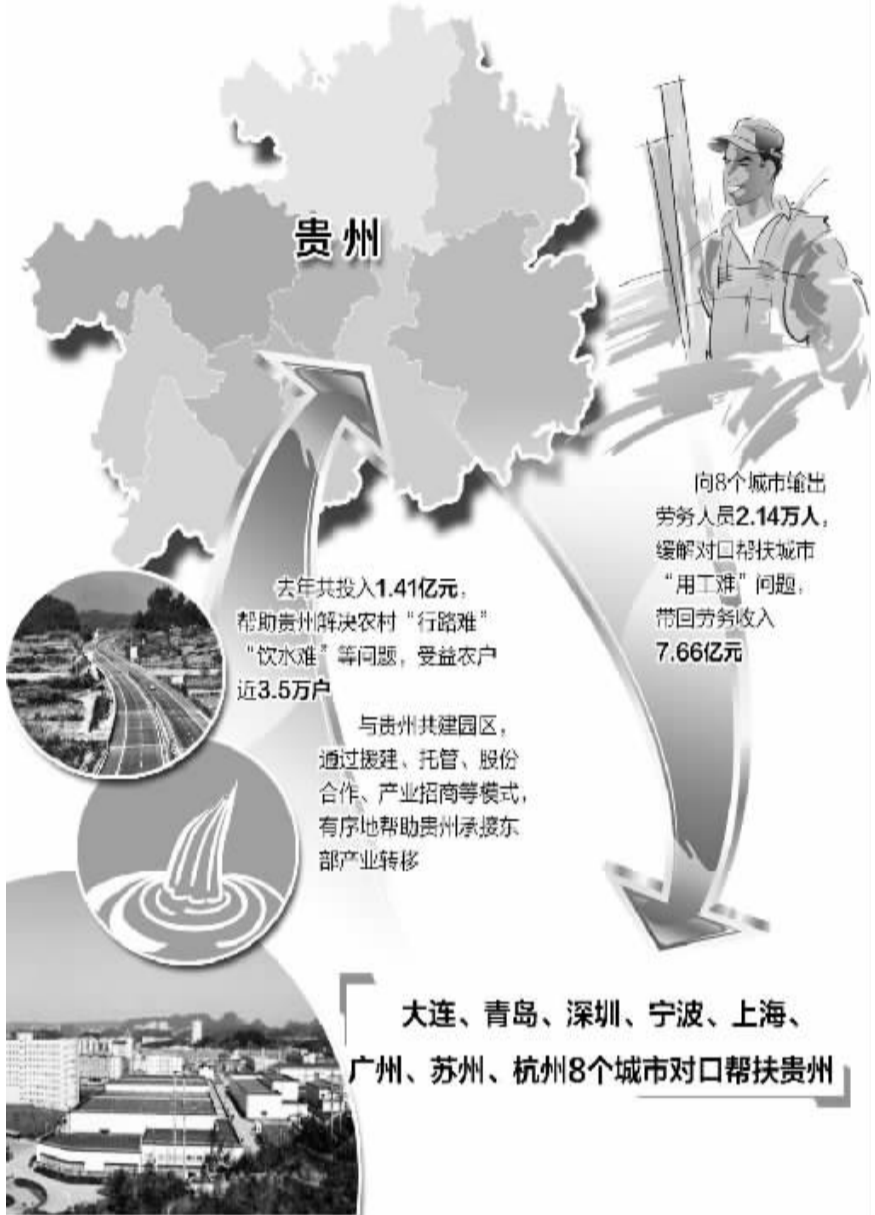 贵州
向8个城市输出
劳务人员2.14万人，
缓解对口帮扶城市
“用工难”问题，
带回劳务收入
7.66亿元
去年共投入1.41亿元，
帮助贵州解决农村“行路难”
“饮水难”等问题，受益农户
近3.5万户
与贵州共建园区，
通过援建、托管、股份
合作、产业招商等模式，
有序地帮助贵州承接东
部产业转移
大连、青岛、深圳、宁波、上海、
广州、苏州、杭州8个城市对口帮扶贵州